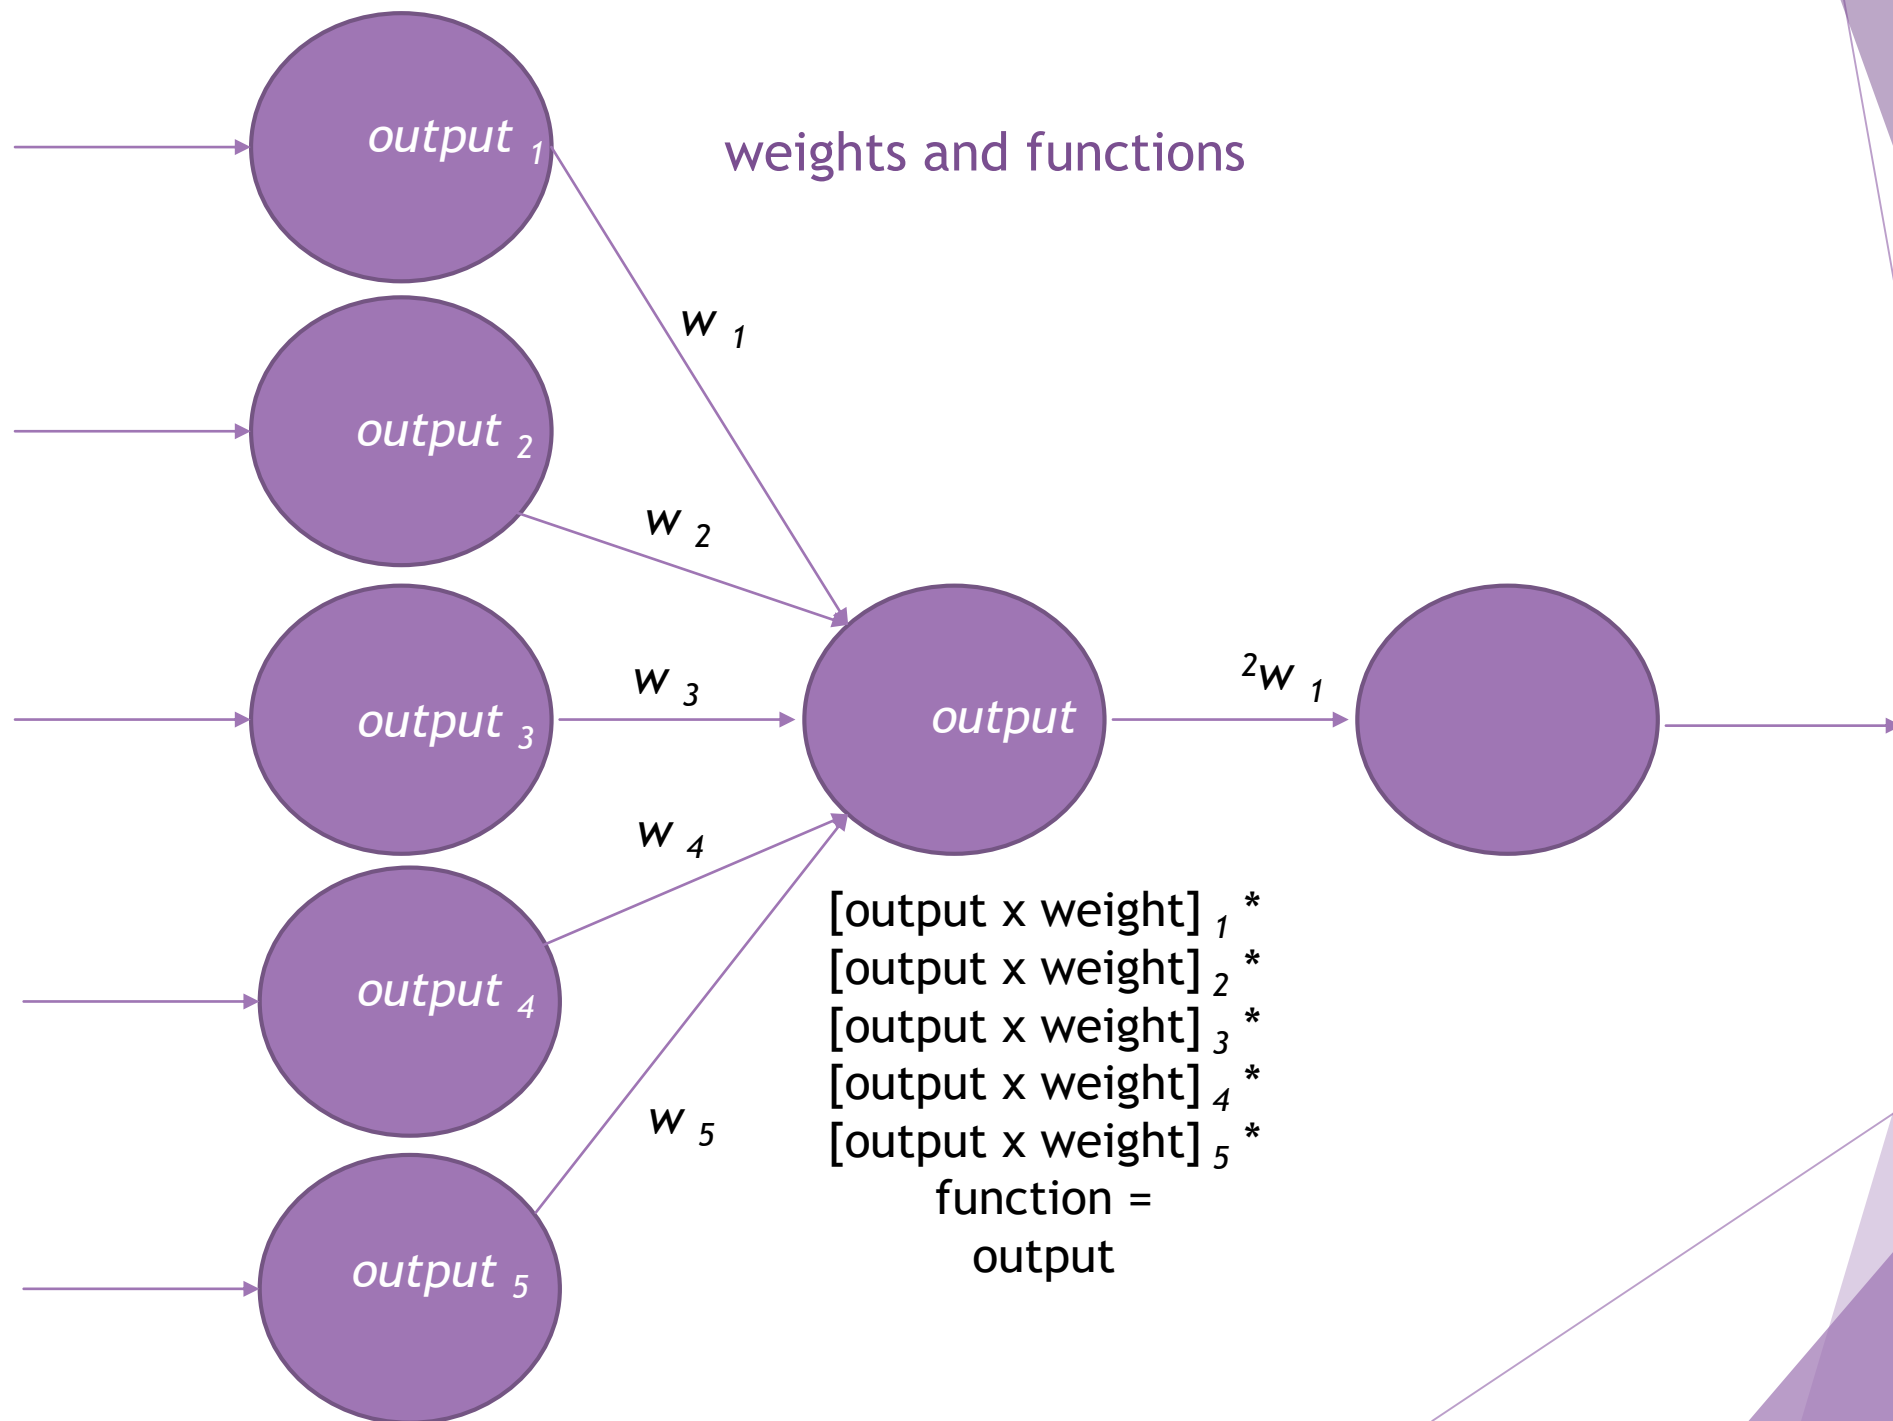 output 1
weights and functions
w 1
output 2
w 2
w 3
output 3
output
2w 1
w 4
output 4
w 5
output 5
[output x weight] 1 *
[output x weight] 2 *
[output x weight] 3 *
[output x weight] 4 *
[output x weight] 5 *
function =
output